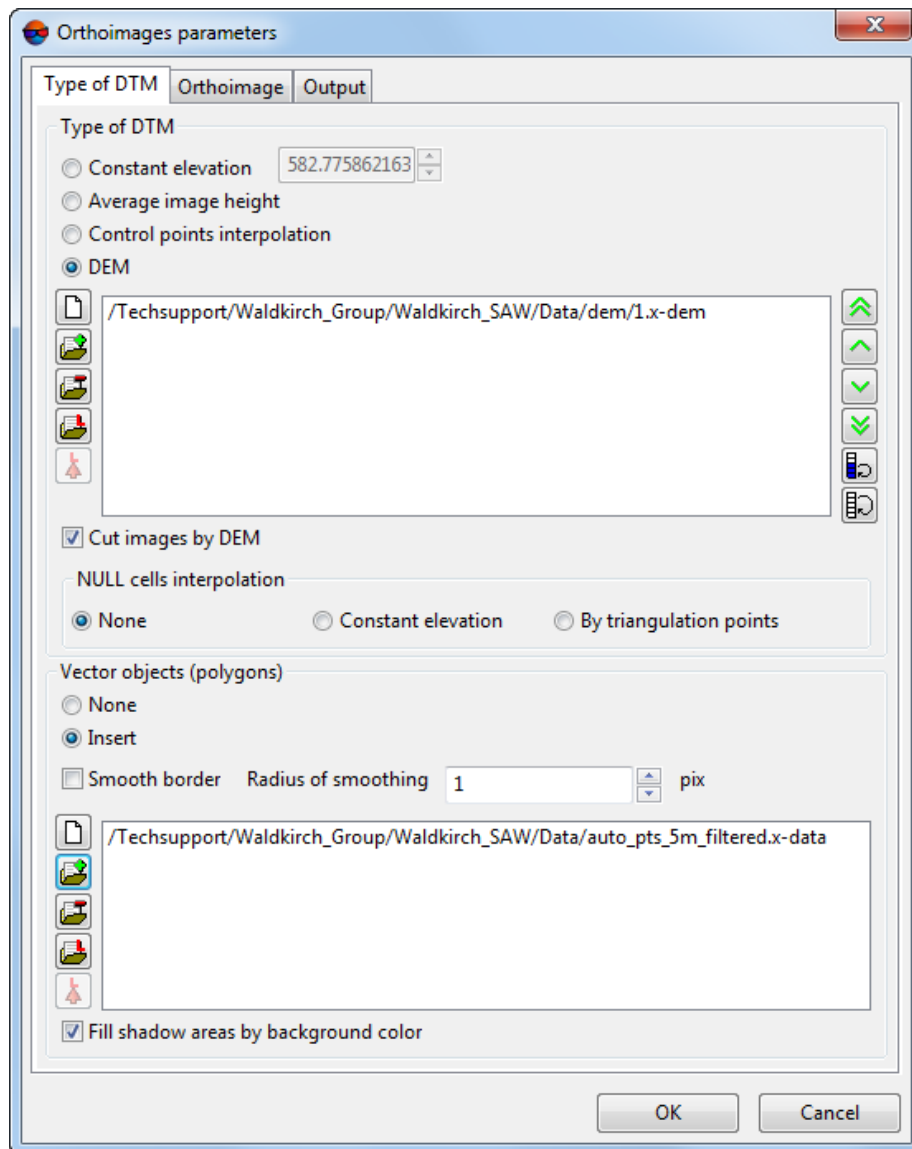 Orthoimages parameters
Type of DTM Orthoimage Output
Type of DTM
Constant elevation 582.775862163
Average image height
Control points interpolation
DEM
/Techsupport/Waldkirch_Group/Waldkirch_SAW/Data/dem/1.x-dem
Cut images by DEM
NULL cells interpolation
None Constant elevation By triangulation points
Vector objects (polygons)
None
Insert
Smooth border Radius of smoothing 1 pix
/Techsupport/Waldkirch_Group/Waldkirch_SAW/Data/auto_pts_5m_filtered.x-data
Fill shadow areas by background color
OK Cancel